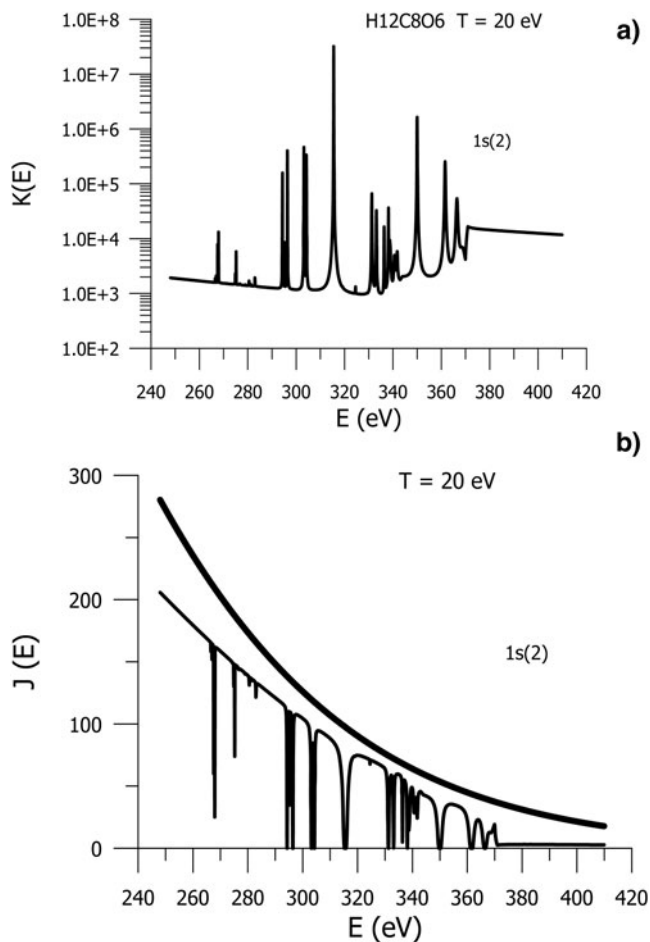 H12C8O6 T = 20 eV
a)
1.0E+8
1.0E+7
1.0E+6
1.0E+5
1.0E+4
1.0E+3
1.0E+2
K(E)
1s(2)
240 260 280 300 320 340 360 380 400 420
E (eV)
b)
T = 20 eV
300
200
100
0
J (E)
1s(2)
240 260 280 300 320 340 360 380 400 420
E (eV)